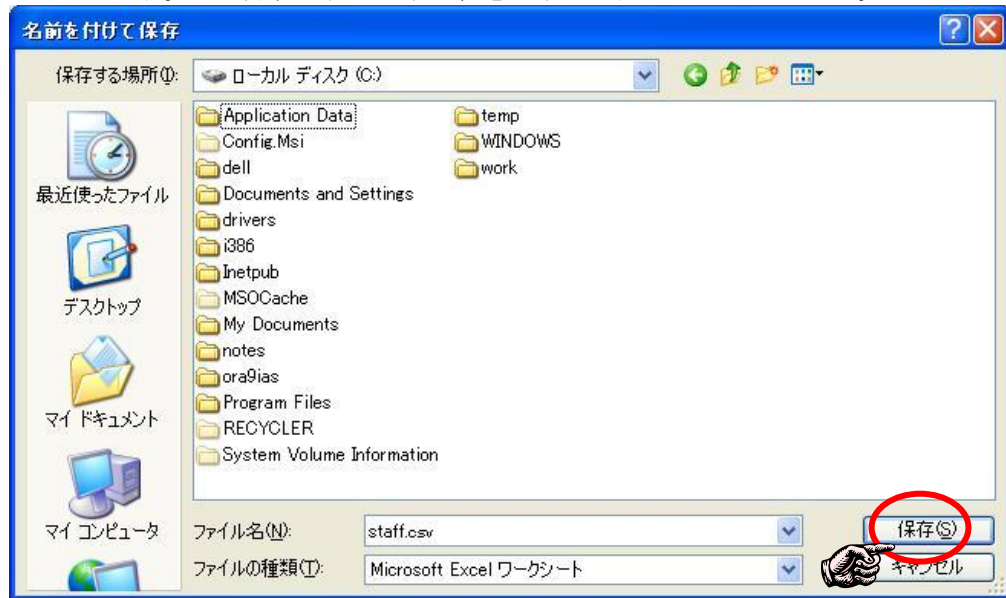 名前を付けて保存
保存する場所(I):
ローカル ディスク (C:)
Application Data
Config.Msi
dell
Documents and Settings
drivers
i386
Inetpub
MSOCache
My Documents
notes
ora9ias
Program Files
RECYCLER
System Volume Information
temp
WINDOWS
work
最近使ったファイル
デスクトップ
マイ ドキュメント
マイ コンピュータ
ファイル名(N):
staff.csv
保存(S)
ファイルの種類(T):
Microsoft Excel ワークシート
キャンセル